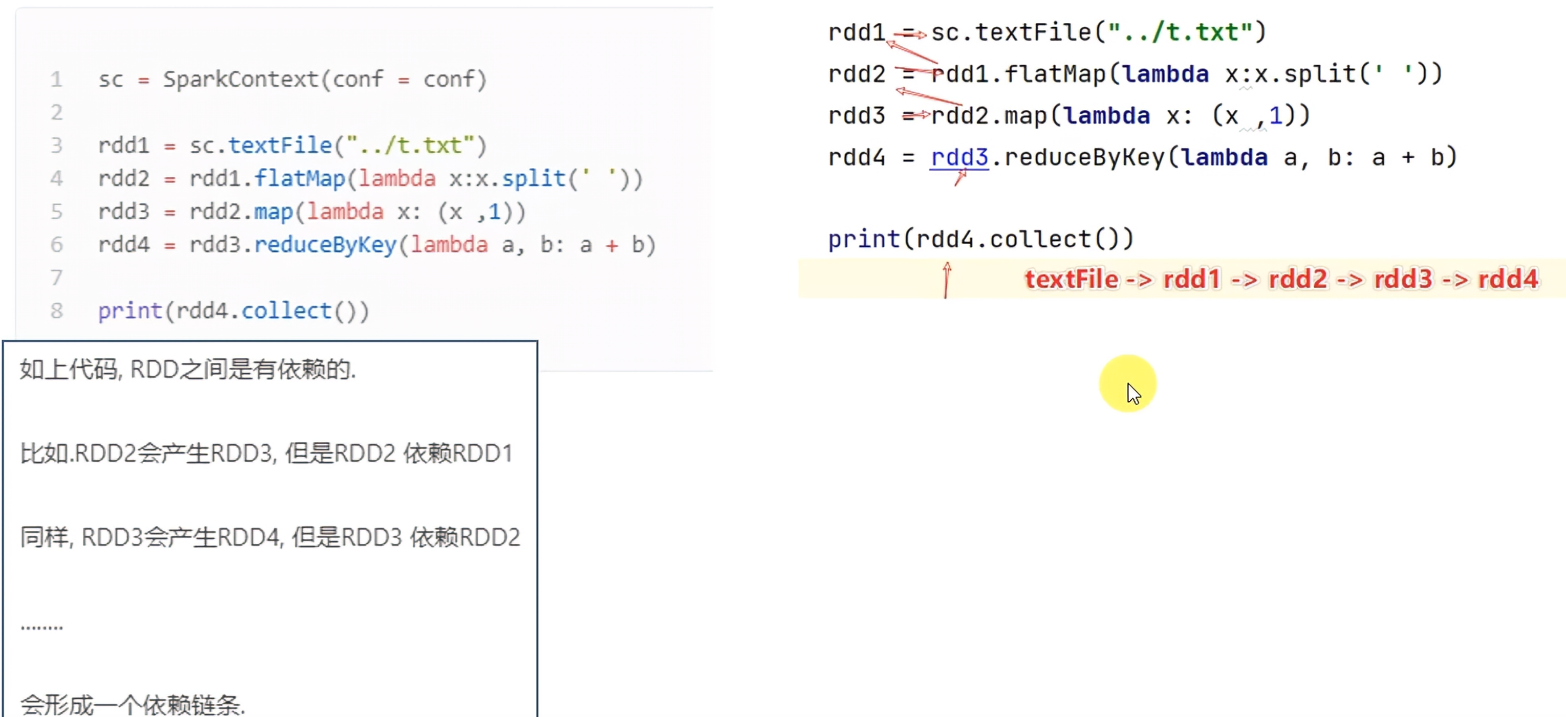 1 sc = SparkContext(conf = conf)
2
3 rdd1 = sc.textFile("../t.txt")
4 rdd2 = rdd1.flatMap(lambda x:x.split(' '))
5 rdd3 = rdd2.map(lambda x: (x ,1))
6 rdd4 = rdd3.reduceByKey(lambda a, b: a + b)
7
8 print(rdd4.collect())
如上代码, RDD之间是有依赖的.
比如.RDD2会产生RDD3, 但是RDD2 依赖RDD1
同样, RDD3会产生RDD4, 但是RDD3 依赖RDD2
........
会形成一个依赖链条.
rdd1 = sc.textFile("../t.txt")
rdd2 = rdd1.flatMap(lambda x:x.split(' '))
rdd3 = rdd2.map(lambda x: (x ,1))
rdd4 = rdd3.reduceByKey(lambda a, b: a + b)
print(rdd4.collect())
textFile -> rdd1 -> rdd2 -> rdd3 -> rdd4